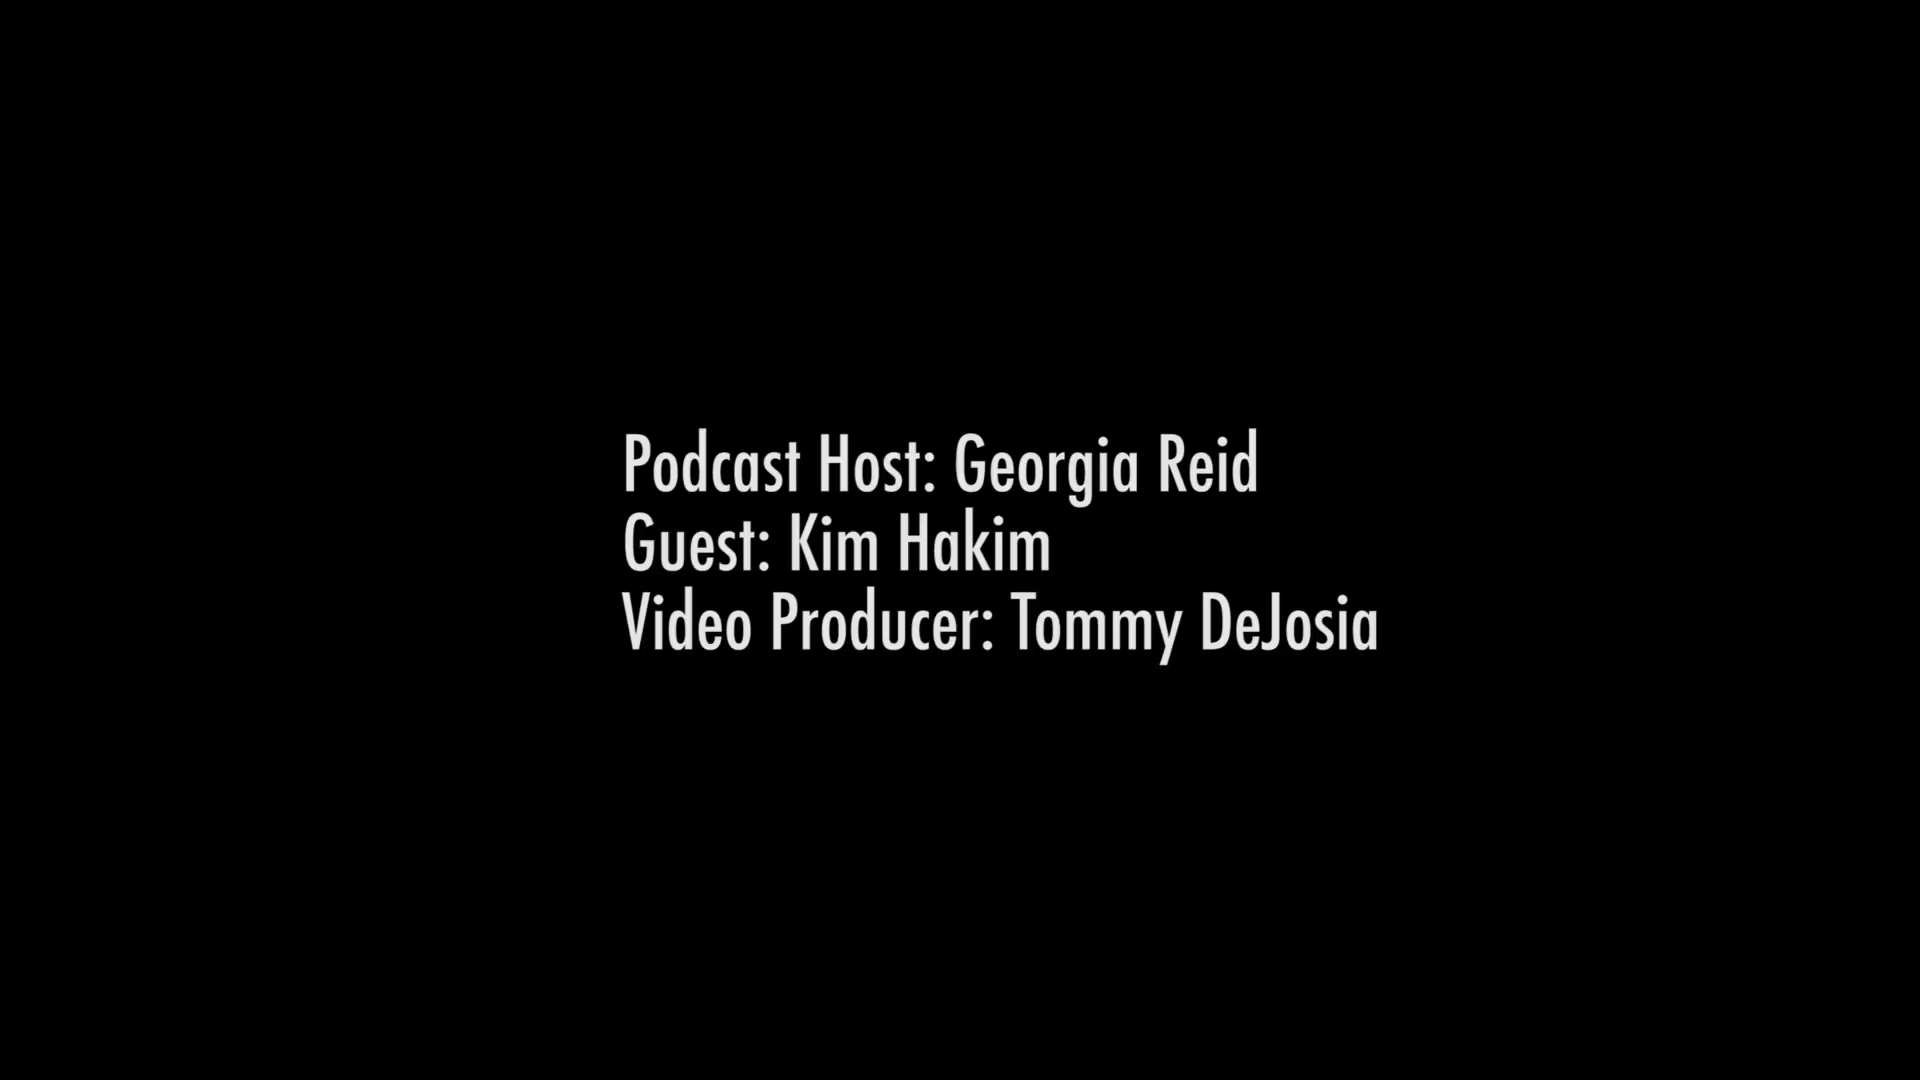 Podcast Host: Georgia Reid
Guest: Kim Hakim
Video Producer: Tommy DeJosia